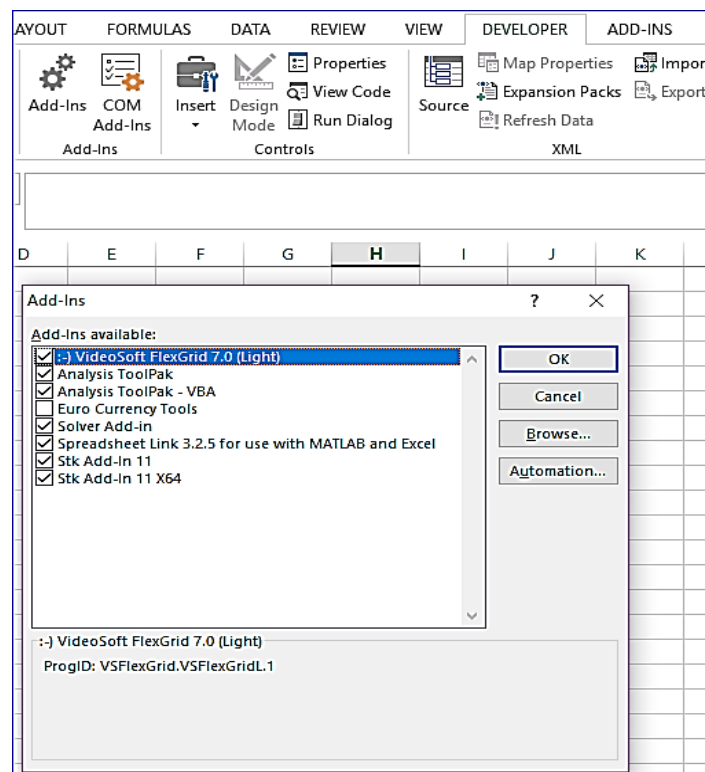 AYOUT FORMULAS DATA REVIEW VIEW DEVELOPER ADD-INS
Add-Ins
COM
Add-Ins
Add-Ins
Insert
Design
Mode
Properties
View Code
Run Dialog
Controls
Source
Map Properties
Expansion Packs
Refresh Data
Impor
Export
XML
D E F G H I J K
Add-Ins ?
Add-Ins available:
:-) VideoSoft FlexGrid 7.0 (Light)
Analysis ToolPak
Analysis ToolPak - VBA
Euro Currency Tools
Solver Add-in
Spreadsheet Link 3.2.5 for use with MATLAB and Excel
Stk Add-In 11
Stk Add-In 11 X64
OK
Cancel
Browse...
Automation...
:-) VideoSoft FlexGrid 7.0 (Light)
ProgID: VSFlexGrid.VSFlexGridL.1